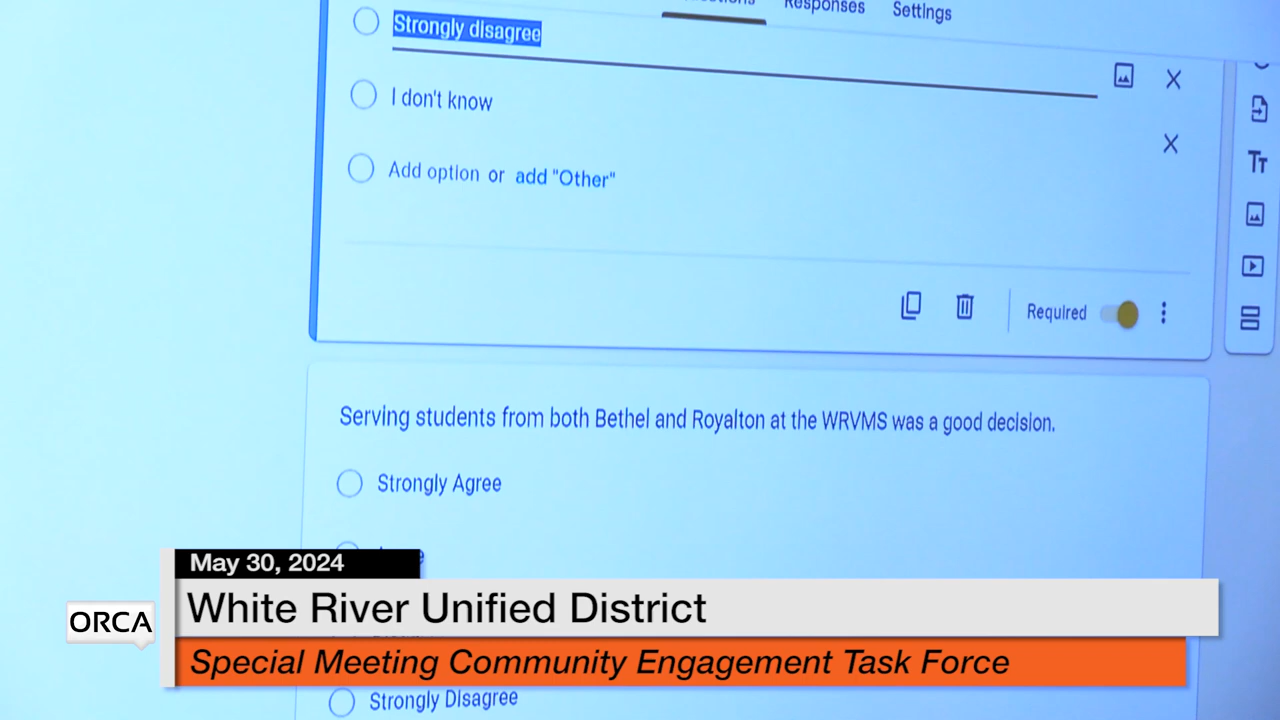 Responses
Settings
Strongly disagree
I don't know
Add option or add "Other"
Required
Tт
Serving students from both Bethel and Royalton at the WRVMS was a good decision.
Strongly Agree
May 30, 2024
ORCA
White River Unified District
Special Meeting Community Engagement Task Force
Strongly Disagree